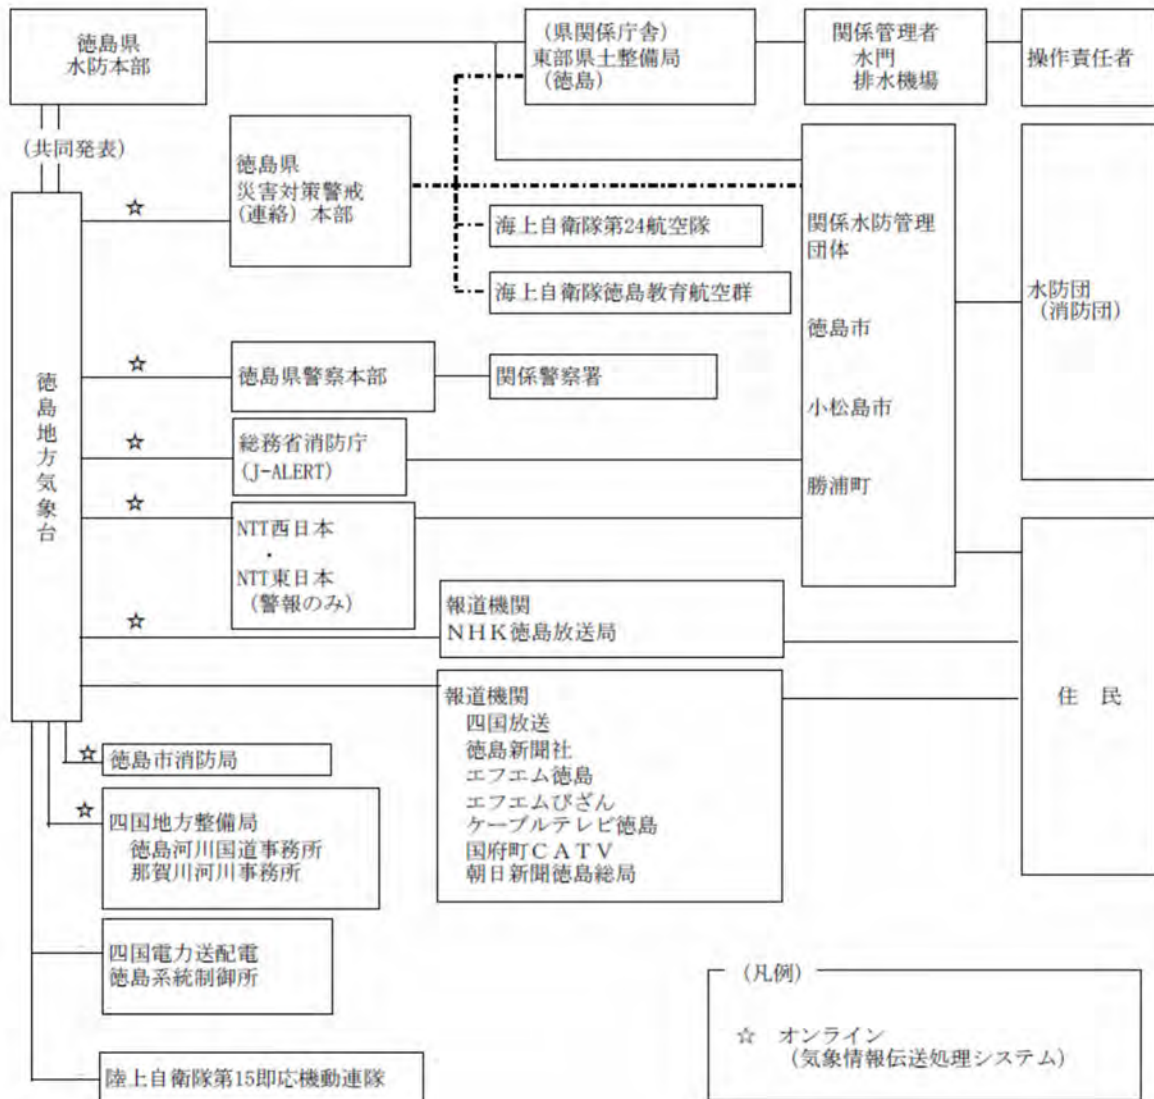 徳島県
水防本部
(県関係庁舎)
東部県土整備局
(徳島)
関係管理者
水門
排水機場
操作責任者
(共同発表)
徳島県
災害対策警戒
(連絡)本部
☆
海上自衛隊第24航空隊
海上自衛隊徳島教育航空群
関係水防管理
団体
徳島市
小松島市
勝浦町
水防団
(消防団)
徳島地方気象台
☆
徳島県警察本部
関係警察署
☆
総務省消防庁
(J-ALERT)
☆
NTT西日本
・
NTT東日本
(警報のみ)
☆
報道機関
NHK徳島放送局
報道機関
四国放送
徳島新聞社
エフエム徳島
エフエムびざん
ケーブルテレビ徳島
国府町CATV
朝日新聞徳島総局
住 民
☆
徳島市消防局
☆
四国地方整備局
徳島河川国道事務所
那賀川河川事務所
四国電力送配電
徳島系統制御所
陸上自衛隊第15即応機動連隊
(凡例)
☆ オンライン
(気象情報伝送処理システム)